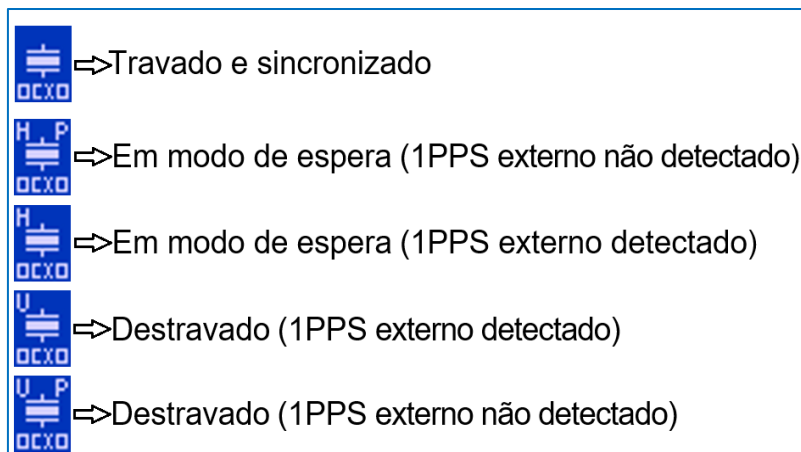 OCXO
Travado e sincronizado
H P
OCXO
Em modo de espera (1PPS externo não detectado)
H
OCXO
Em modo de espera (1PPS externo detectado)
U
OCXO
Destravado (1PPS externo detectado)
U P
OCXO
Destravado (1PPS externo não detectado)